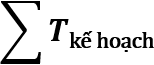 ∑ T kế hoạch